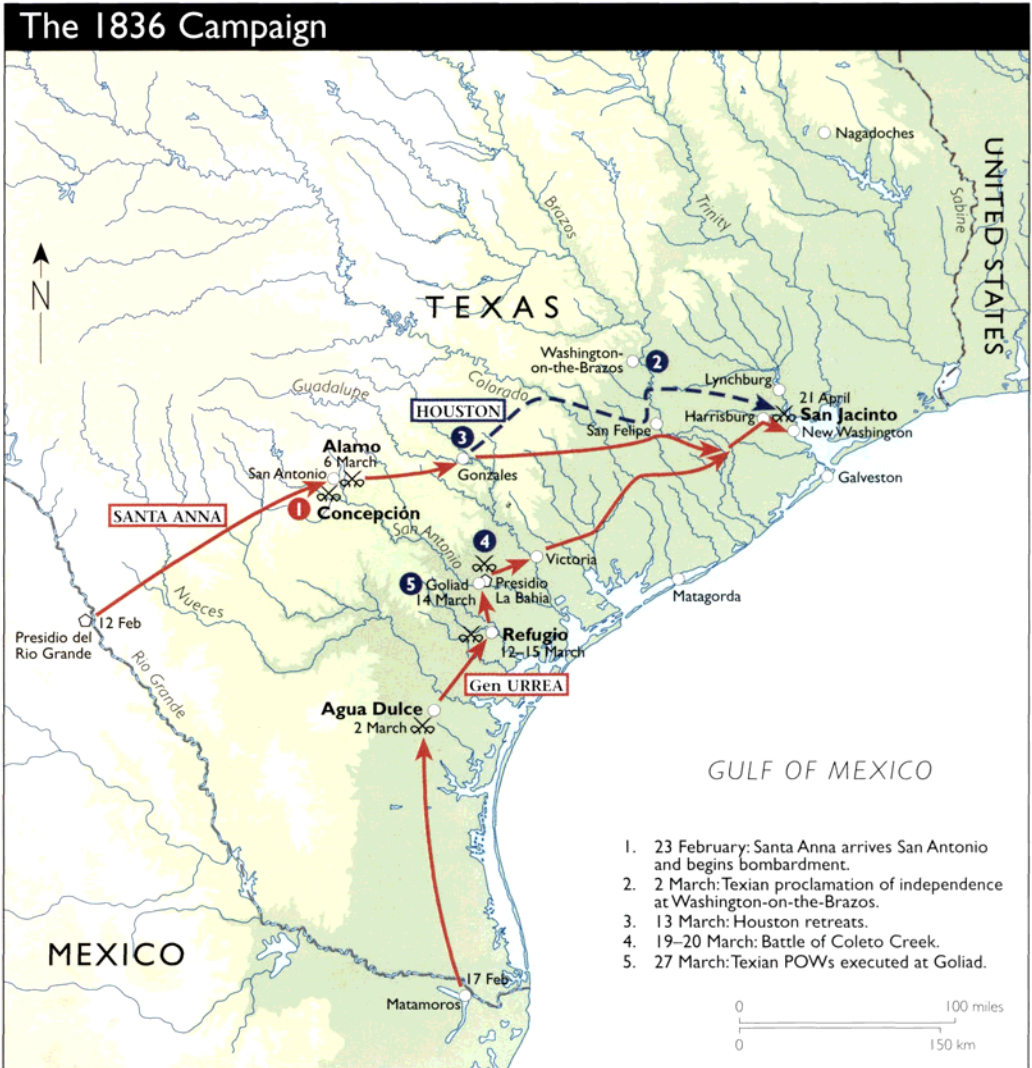 The 1836 Campaign
Nagadoches
UNITED STATES
Sabine
Brazos
Trinity
N
TEXAS
Washington-
on-the-Brazos
2
Lynchburg
21 April
Guadalupe
Colorado
HOUSTON
Harrisburg
San Jacinto
San Felipe
New Washington
3
Alamo
6 March
San Antonio
Gonzales
Galveston
SANTA ANNA
1
Concepción
San Antonio
4
Victoria
5
Goliad
14 March
Presidio
La Bahia
Matagorda
Nueces
12 Feb
Presidio del
Rio Grande
Refugio
12–15 March
Rio Grande
Gen URREA
Agua Dulce
2 March
GULF OF MEXICO
1. 23 February: Santa Anna arrives San Antonio
and begins bombardment.
2. 2 March: Texian proclamation of independence
at Washington-on-the-Brazos.
3. 13 March: Houston retreats.
4. 19–20 March: Battle of Coleto Creek.
5. 27 March: Texian POWs executed at Goliad.
MEXICO
17 Feb
Matamoros
0 100 miles
0 150 km